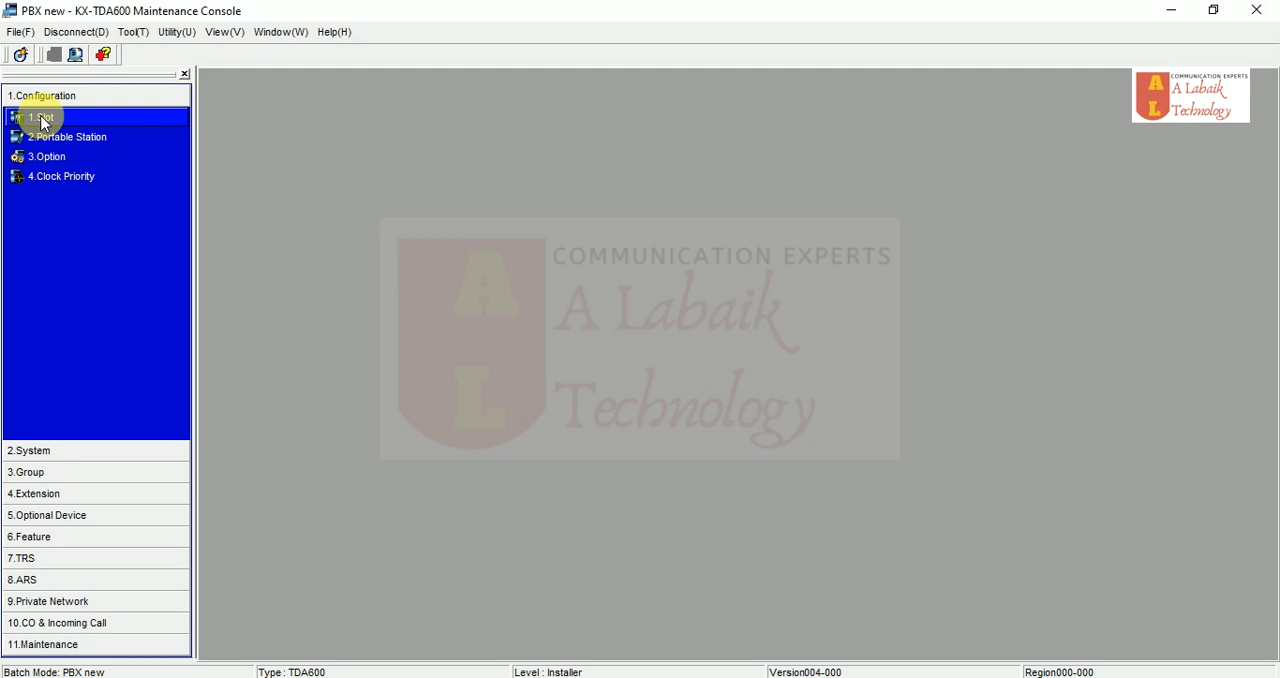 PBX new - KX-TDA600 Maintenance Console
File(F) Disconnect(D) Tool(T) Utility(U) View(V) Window(W) Help(H)
1.Configuration
1.Slot
2.Portable Station
3.Option
4.Clock Priority
2.System
3.Group
4.Extension
5.Optional Device
6.Feature
7.TRS
8.ARS
9.Private Network
10.CO & Incoming Call
11.Maintenance
COMMUNICATION EXPERTS
A Labaik
Technology
A
L
COMMUNICATION EXPERTS
A Labaik
Technology
A
L
Batch Mode: PBX new Type : TDA600 Level : Installer Version004-000 Region000-000